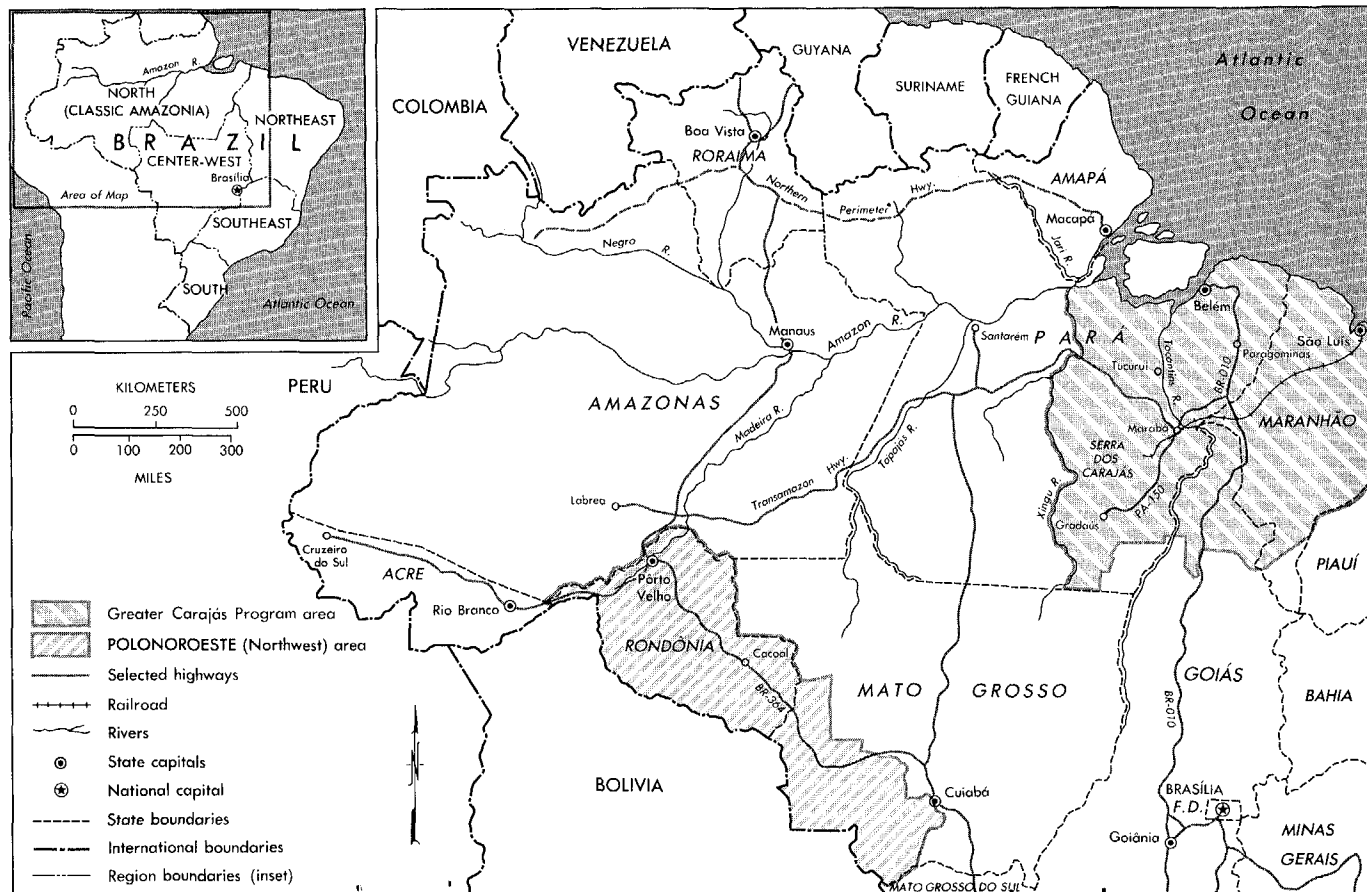 Amazon R.
NORTH
(CLASSIC AMAZONIA)
NORTHEAST
BRAZIL
CENTER-WEST
Brasília
Area of Map
SOUTHEAST
SOUTH
Pacific Ocean
Atlantic Ocean
VENEZUELA
GUYANA
SURINAME
FRENCH
GUIANA
Atlantic
Ocean
COLOMBIA
Boa Vista
RORAIMA
AMAPÁ
Northern
Perimeter
Hwy.
Macapá
Jari R.
Negro
R.
Manaus
Amazon
R.
Santarém
PARÁ
Belém
São Luís
Paragominas
Tucuruí
Tocantins R.
BR-010
MARANHÃO
Marabá
SERRA
DOS
CARAJÁS
Xingu R.
PA-150
Gradaús
PERU
KILOMETERS
0 250 500
0 100 200 300
MILES
AMAZONAS
Madeira R.
Tapajos R.
Transamazon
Hwy.
Labrea
Cruzeiro
do Sul
ACRE
Rio Branco
Pôrto
Velho
RONDÔNIA
Cacoal
BR-364
MATO GROSSO
GOIÁS
BR-010
PIAUÍ
BAHIA
BOLIVIA
Cuiabá
BRASÍLIA
F.D.
Goiânia
MINAS
GERAIS
MATO GROSSO DO SUL
Greater Carajás Program area
POLONOROESTE (Northwest) area
Selected highways
Railroad
Rivers
State capitals
National capital
State boundaries
International boundaries
Region boundaries (inset)
N